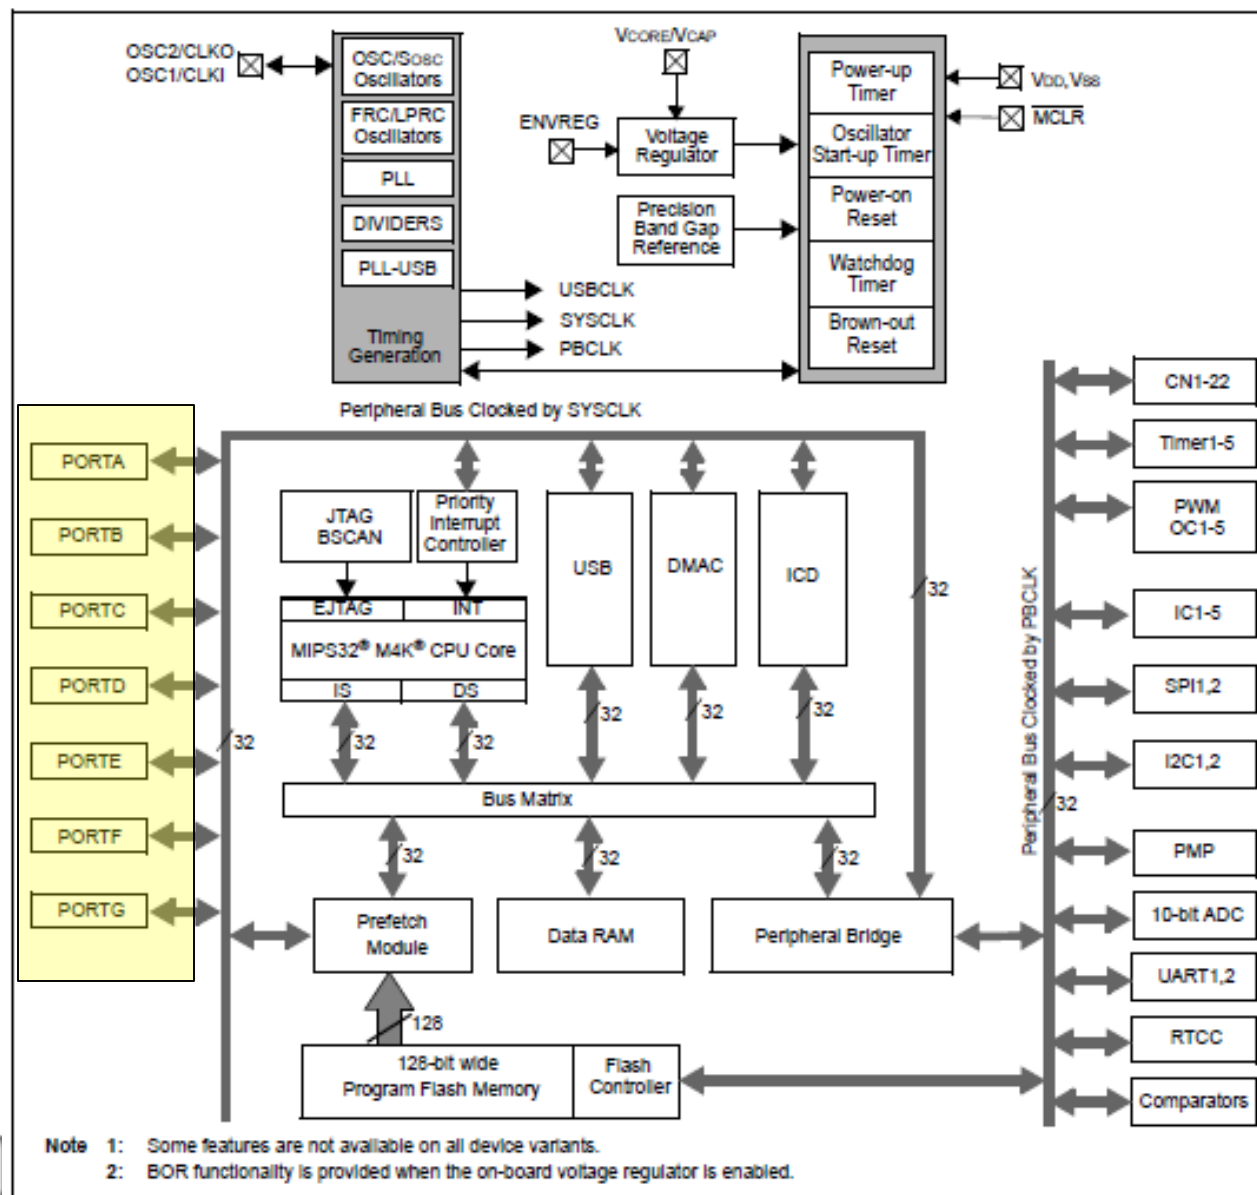 OSC2/CLKO
OSC1/CLKI
OSC/SOSC
Oscillators
FRC/LPRC
Oscillators
PLL
DIVIDERS
PLL-USB
Timing
Generation
USBCLK
SYSCLK
PBCLK
VCORE/VCAP
ENVREG
Voltage
Regulator
Precision
Band Gap
Reference
Power-up
Timer
Oscillator
Start-up Timer
Power-on
Reset
Watchdog
Timer
Brown-out
Reset
VDD, VSS
MCLR
Peripheral Bus Clocked by SYSCLK
PORTA
PORTB
PORTC
PORTD
PORTE
PORTF
PORTG
32
JTAG
BSCAN
Priority
Interrupt
Controller
EJTAG
INT
MIPS32® M4K® CPU Core
IS
DS
32
32
USB
32
DMAC
32
ICD
32
32
Bus Matrix
32
32
32
Prefetch
Module
Data RAM
Peripheral Bridge
128
128-bit wide
Program Flash Memory
Flash
Controller
Peripheral Bus Clocked by PBCLK
32
CN1-22
Timer1-5
PWM
OC1-5
IC1-5
SPI1,2
I2C1,2
PMP
10-bit ADC
UART1,2
RTCC
Comparators
Note 1: Some features are not available on all device variants.
2: BOR functionality is provided when the on-board voltage regulator is enabled.